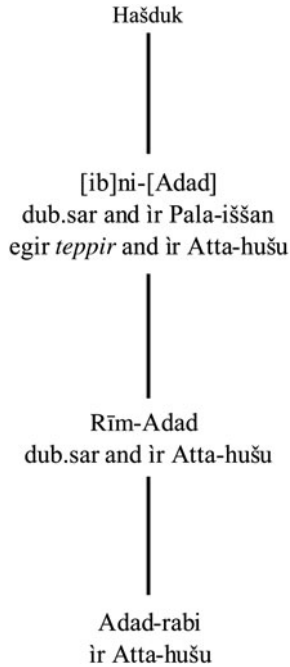 Hašduk
[ib]ni-[Adad]
dub.sar and ìr Pala-iššan
egir teppir and ìr Atta-hušu
Rīm-Adad
dub.sar and ìr Atta-hušu
Adad-rabi
ìr Atta-hušu